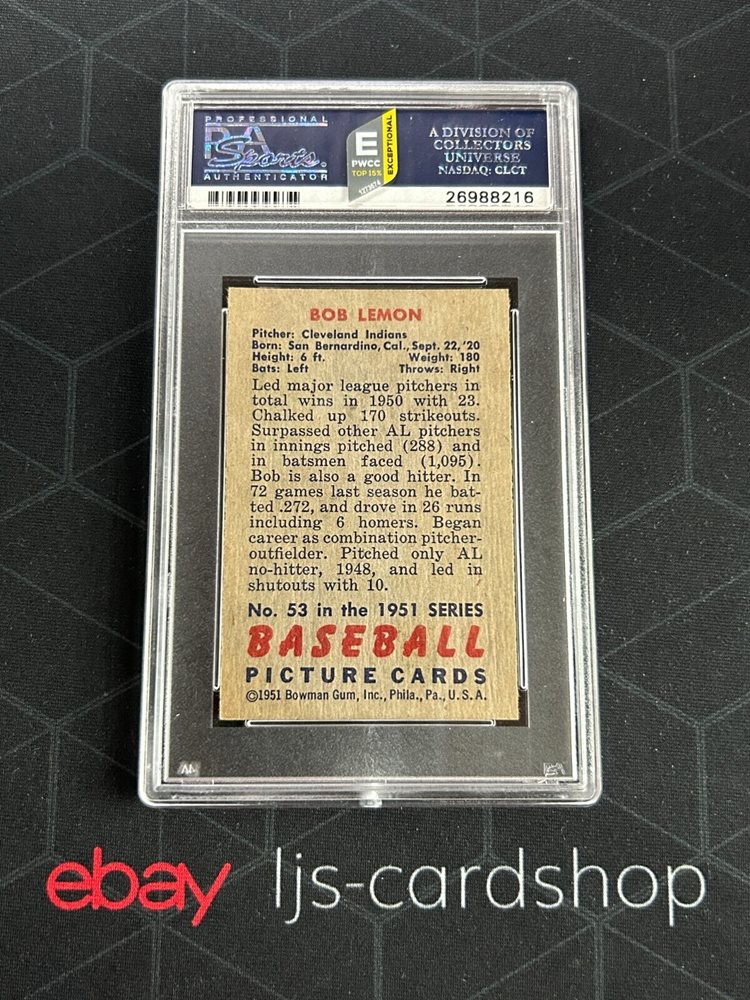 PROFESSIONAL
PSA
Sports
AUTHENTICATOR
E
PWCC
TOP 15%
EXCEPTIONAL
A DIVISION OF
COLLECTORS
UNIVERSE
NASDAQ: CLCT
26988216
BOB LEMON
Pitcher: Cleveland Indians
Born: San Bernardino, Cal., Sept. 22, '20
Height: 6 ft. Weight: 180
Bats: Left Throws: Right
Led major league pitchers in
total wins in 1950 with 23.
Chalked up 170 strikeouts.
Surpassed other AL pitchers
in innings pitched (288) and
in batsmen faced (1,095).
Bob is also a good hitter. In
72 games last season he bat-
ted .272, and drove in 26 runs
including 6 homers. Began
career as combination pitcher-
outfielder. Pitched only AL
no-hitter, 1948, and led in
shutouts with 10.
No. 53 in the 1951 SERIES
BASEBALL
PICTURE CARDS
©1951 Bowman Gum, Inc., Phila., Pa., U.S.A.
ebay ljs-cardshop